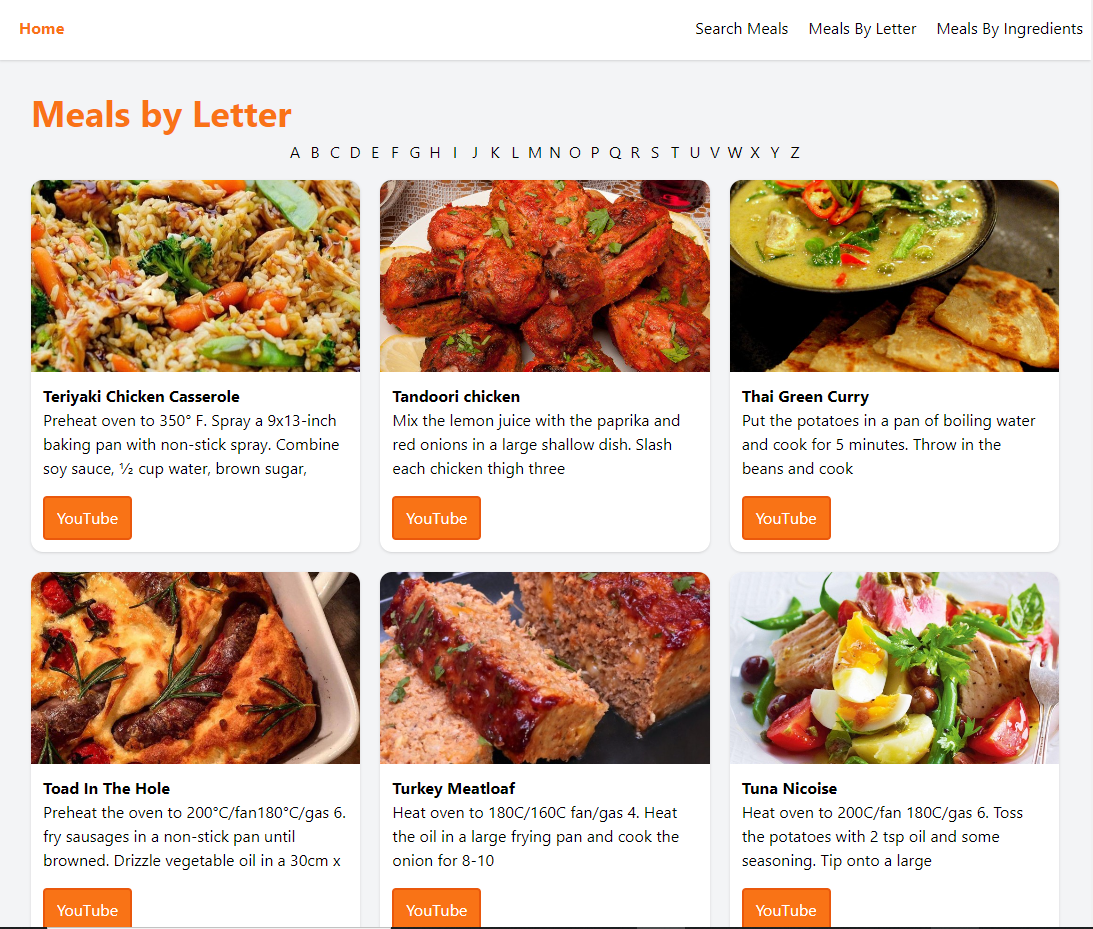 Home
Search Meals Meals By Letter Meals By Ingredients
Meals by Letter
A B C D E F G H I J K L M N O P Q R S T U V W X Y Z
Teriyaki Chicken Casserole
Preheat oven to 350° F. Spray a 9x13-inch
baking pan with non-stick spray. Combine
soy sauce, ½ cup water, brown sugar,
YouTube
Tandoori chicken
Mix the lemon juice with the paprika and
red onions in a large shallow dish. Slash
each chicken thigh three
YouTube
Thai Green Curry
Put the potatoes in a pan of boiling water
and cook for 5 minutes. Throw in the
beans and cook
YouTube
Toad In The Hole
Preheat the oven to 200°C/fan180°C/gas 6.
fry sausages in a non-stick pan until
browned. Drizzle vegetable oil in a 30cm x
YouTube
Turkey Meatloaf
Heat oven to 180C/160C fan/gas 4. Heat
the oil in a large frying pan and cook the
onion for 8-10
YouTube
Tuna Nicoise
Heat oven to 200C/fan 180C/gas 6. Toss
the potatoes with 2 tsp oil and some
seasoning. Tip onto a large
YouTube